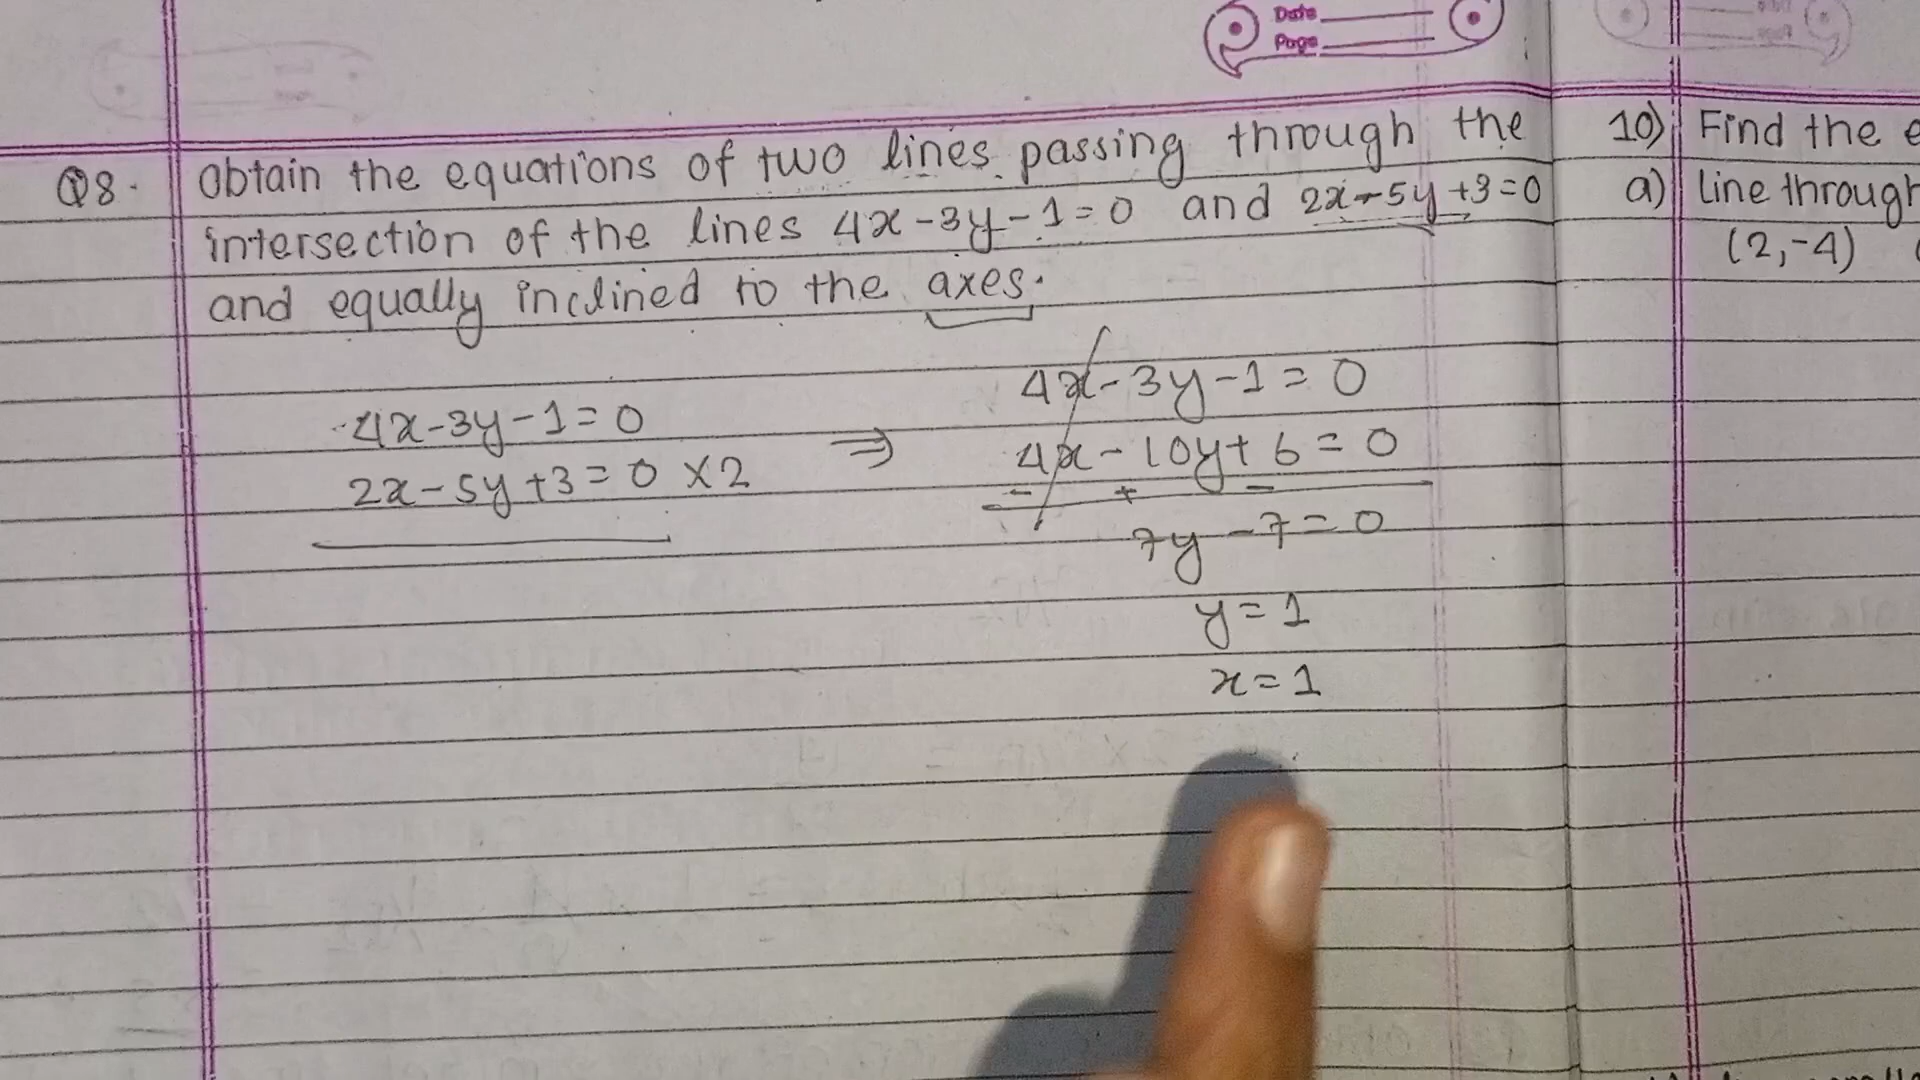 Date
Page
Q8. Obtain the equations of two lines passing through the
intersection of the lines 4x-3y-1=0 and 2x-5y+3=0
and equally inclined to the axes.
4x-3y-1=0
2x-5y+3=0 ×2
⇒
4x-3y-1=0
4x-10y+6=0
- + -
7y-7=0
y=1
x=1
10) Find the
a) line through
(2,-4)